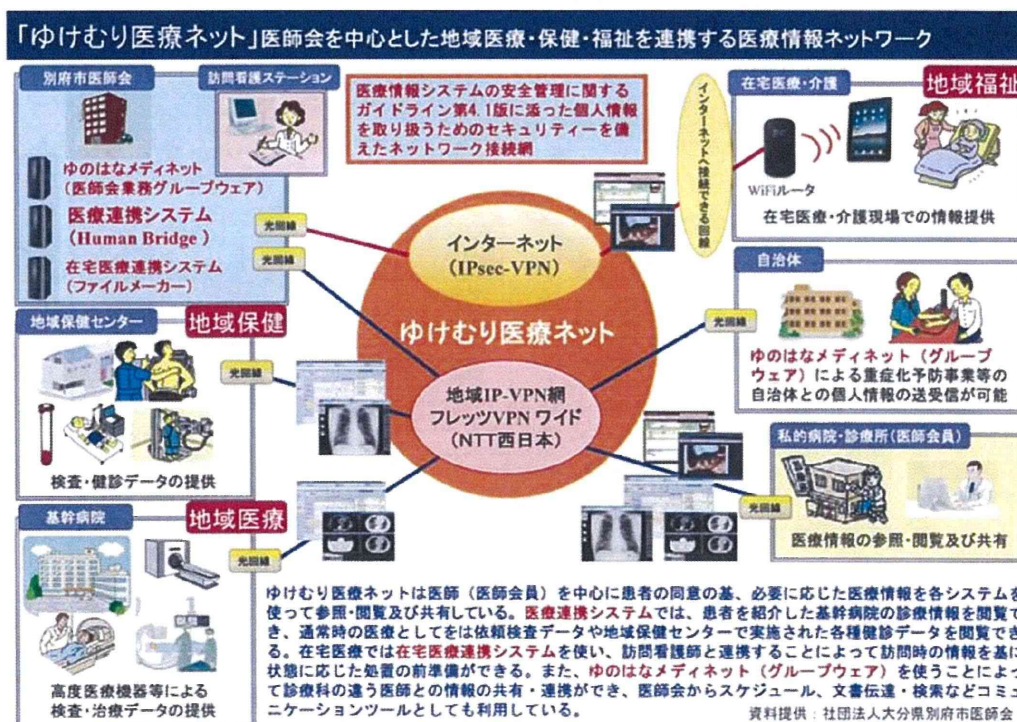 「ゆけむり医療ネット」医師会を中心とした地域医療・保健・福祉を連携する医療情報ネットワーク
別府市医師会
訪問看護ステーション
ゆのはなメディネット
(医師会業務グループウェア)
医療連携システム
(Human Bridge)
在宅医療連携システム
(ファイルメーカー)
光回線
光回線
医療情報システムの安全管理に関する
ガイドライン第4.1版に添った個人情報
を取り扱うためのセキュリティーを備
えたネットワーク接続網
インターネットへ接続できる回線
在宅医療・介護
地域福祉
WiFiルータ
在宅医療・介護現場での情報提供
インターネット
(IPsec-VPN)
ゆけむり医療ネット
地域IP-VPN網
フレッツVPN ワイド
(NTT西日本)
自治体
光回線
ゆのはなメディネット(グループ
ウェア)による重症化予防事業等の
自治体との個人情報の送受信が可能
地域保健センター
地域保健
光回線
検査・健診データの提供
私的病院・診療所(医師会員)
光回線
医療情報の参照・閲覧及び共有
基幹病院
地域医療
光回線
高度医療機器等による
検査・治療データの提供
ゆけむり医療ネットは医師(医師会員)を中心に患者の同意の基、必要に応じた医療情報を各システムを
使って参照・閲覧及び共有している。医療連携システムでは、患者を紹介した基幹病院の診療情報を閲覧で
き、通常時の医療としてをは依頼検査データや地域保健センターで実施された各種健診データを閲覧でき
る。在宅医療では在宅医療連携システムを使い、訪問看護師と連携することによって訪問時の情報を基に
状態に応じた処置の前準備ができる。また、ゆのはなメディネット(グループウェア)を使うことによっ
て診療科の違う医師との情報の共有・連携ができ、医師会からスケジュール、文書伝達・検索などコミュ
ニケーションツールとしても利用している。
資料提供:社団法人大分県別府市医師会